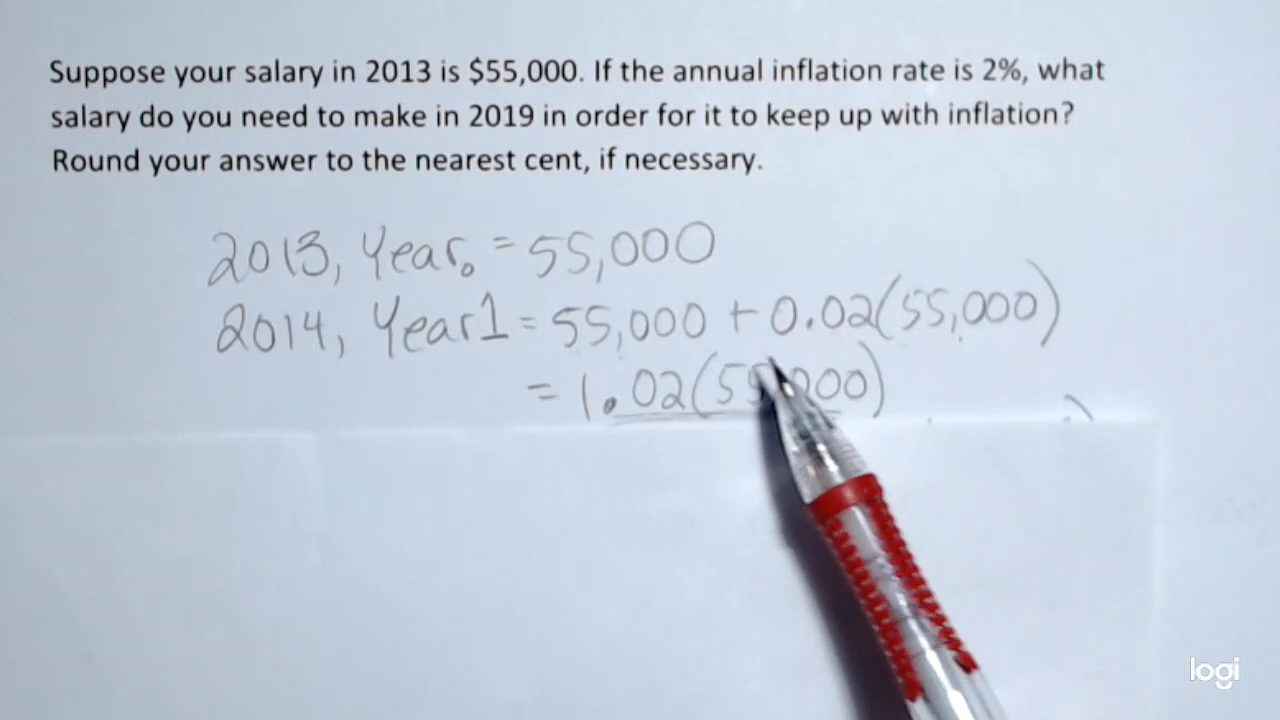 Suppose your salary in 2013 is $55,000. If the annual inflation rate is 2%, what
salary do you need to make in 2019 in order for it to keep up with inflation?
Round your answer to the nearest cent, if necessary.
2013, Year₀ = 55,000
2014, Year 1 = 55,000 + 0.02(55,000)
= 1.02(55,000)
logi